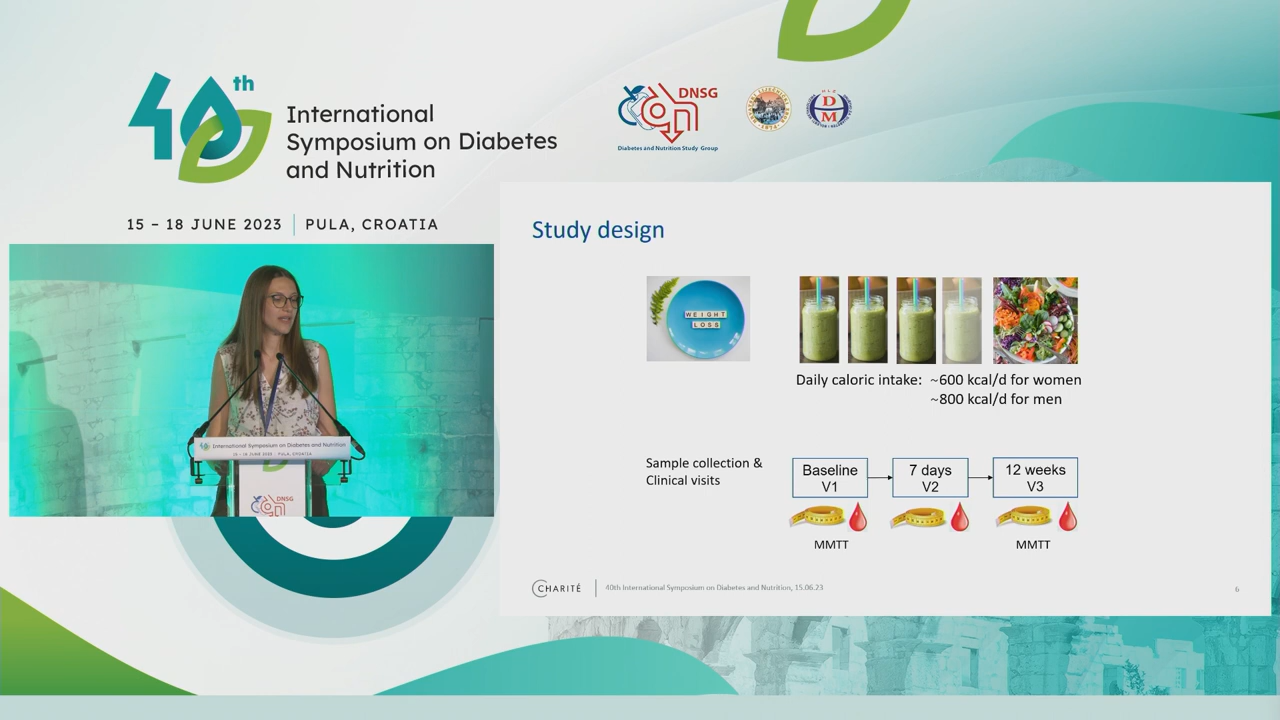 40th
International
Symposium on Diabetes
and Nutrition
15 – 18 JUNE 2023 | PULA, CROATIA
DNSG
Diabetes and Nutrition Study Group
DM
Study design
WEIGHT
LOSS
Daily caloric intake: ~600 kcal/d for women
~800 kcal/d for men
Sample collection &
Clinical visits
Baseline
V1
7 days
V2
12 weeks
V3
MMTT
MMTT
CHARITÉ
40th International Symposium on Diabetes and Nutrition, 15.06.23
6
International Symposium on Diabetes and Nutrition
15 – 18 JUNE 2023 | PULA, CROATIA
DNSG